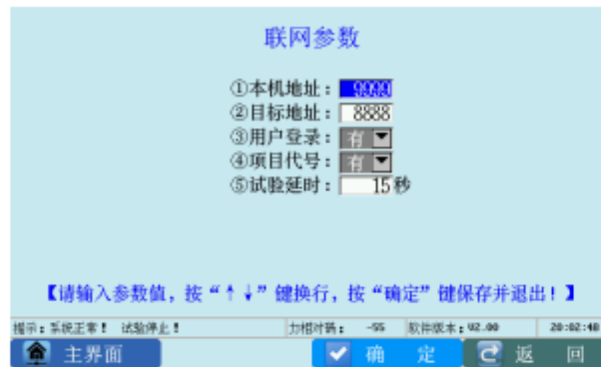 联网参数
①本机地址： 9999
②目标地址： 8888
③用户登录： 有
④项目代号： 有
⑤试验延时： 15秒
【请输入参数值，按“↑↓”键换行，按“确定”键保存并退出！】
提示：系统正常！ 试验停止！ 力相对码： -55 软件版本：V2.00 20:02:48
主界面 确 定 返 回